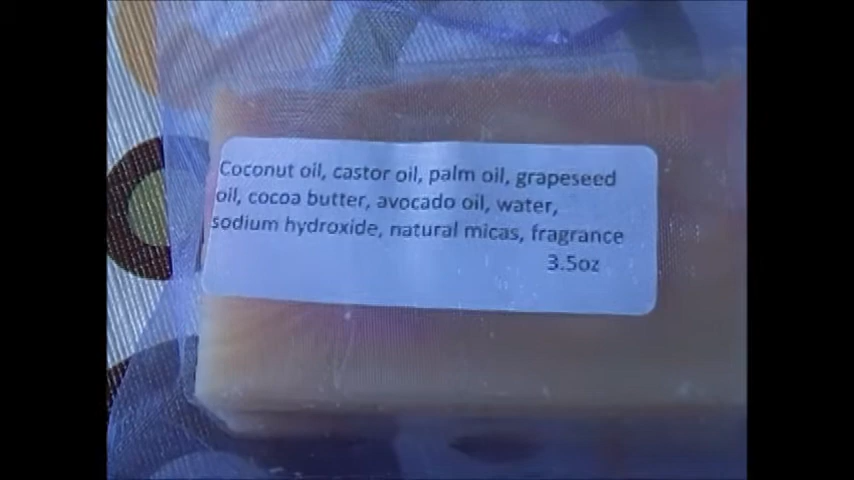 Coconut oil, castor oil, palm oil, grapeseed
oil, cocoa butter, avocado oil, water,
sodium hydroxide, natural micas, fragrance
3.5oz